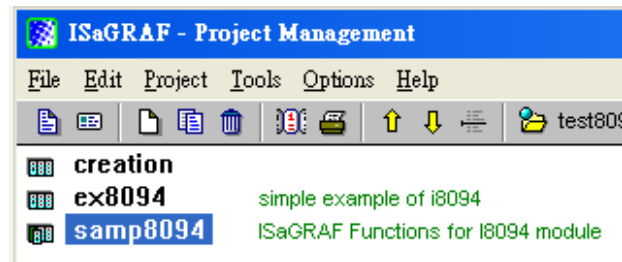 ISaGRAF - Project Management
File Edit Project Tools Options Help
test809
creation
ex8094 simple example of i8094
samp8094 ISaGRAF Functions for I8094 module